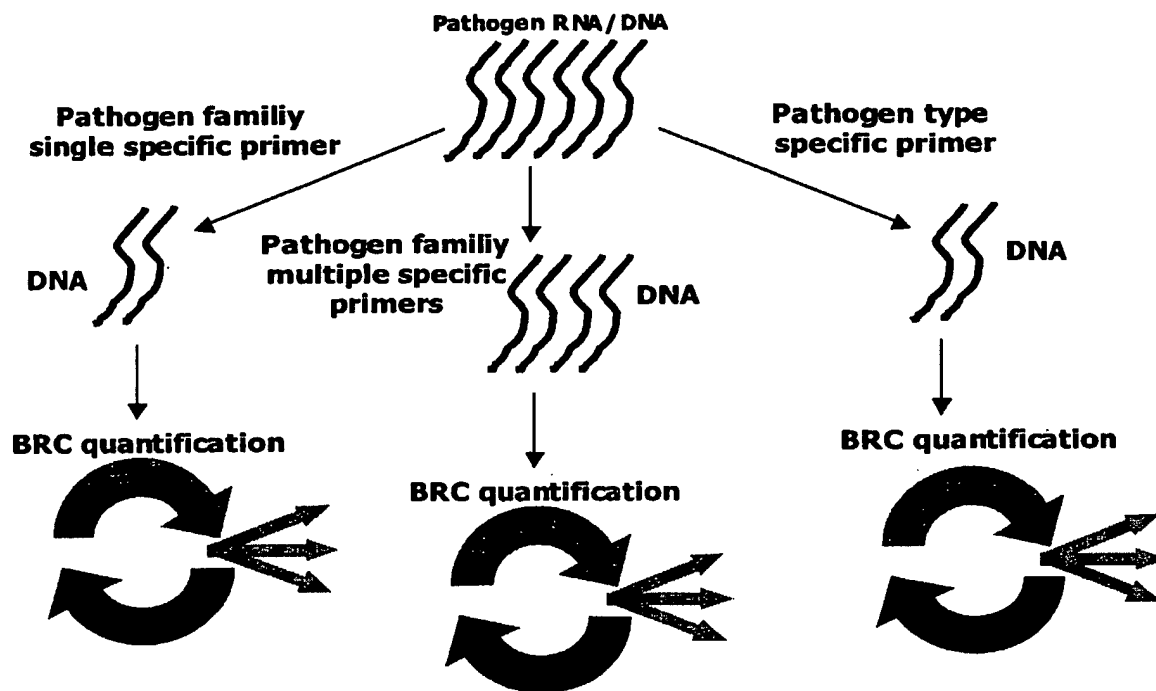 Pathogen RNA/DNA
Pathogen familiy
single specific primer
Pathogen type
specific primer
DNA
Pathogen familiy
multiple specific
primers
DNA
DNA
BRC quantification
BRC quantification
BRC quantification